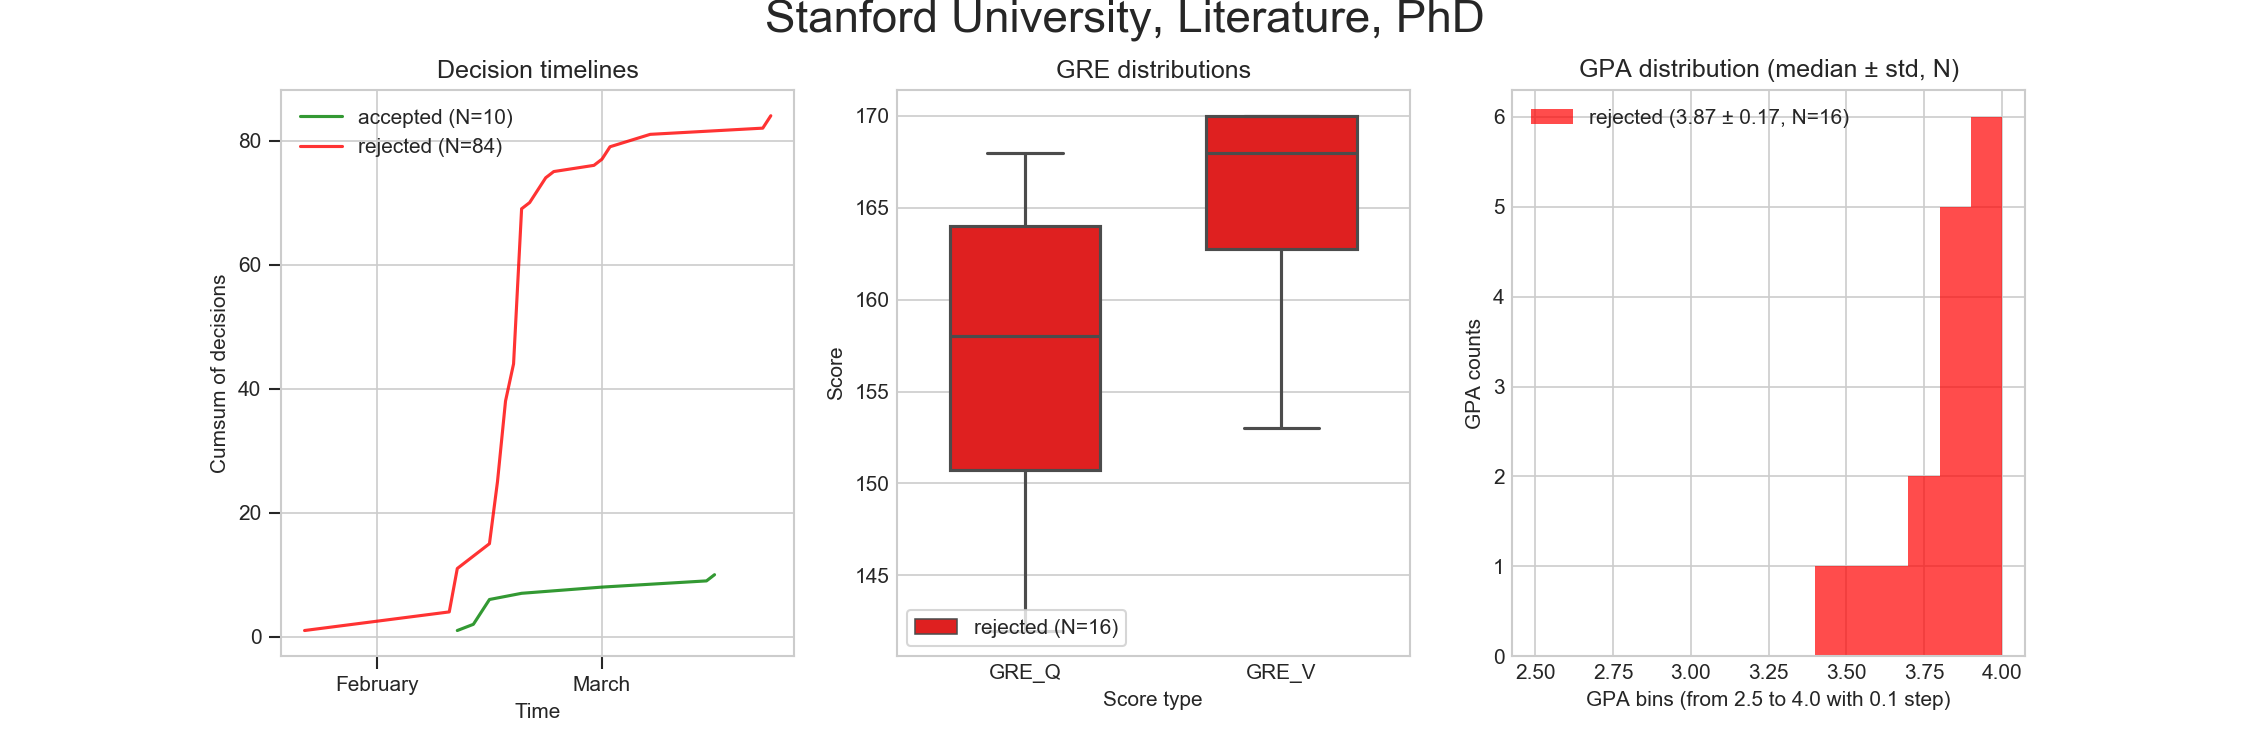 Stanford University, Literature, PhD
Decision timelines
accepted (N=10)
rejected (N=84)
80
60
40
20
0
Cumsum of decisions
February
March
Time
GRE distributions
170
165
160
155
150
145
Score
rejected (N=16)
GRE_Q
GRE_V
Score type
GPA distribution (median ± std, N)
rejected (3.87 ± 0.17, N=16)
6
5
4
3
2
1
0
GPA counts
2.50
2.75
3.00
3.25
3.50
3.75
4.00
GPA bins (from 2.5 to 4.0 with 0.1 step)